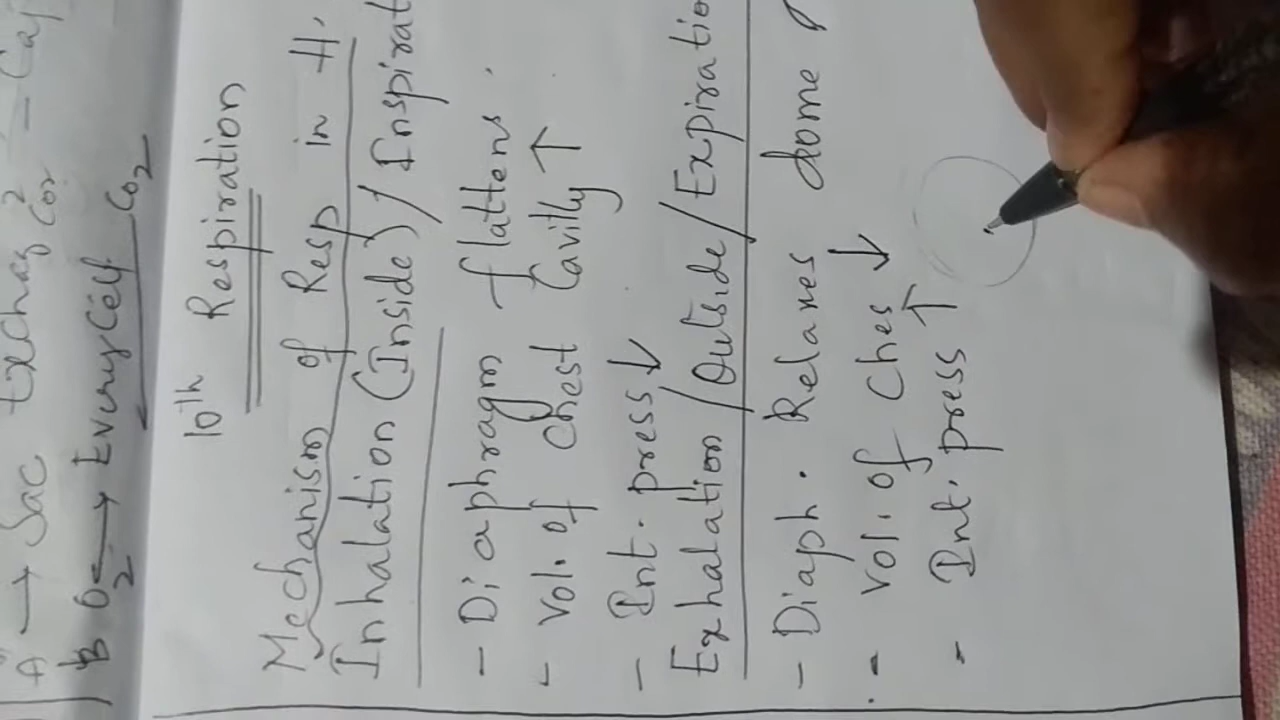 A → Sac Exchag
B O2 → Every Cell CO2
10th Respiration
Mechanism of Resp in H.
Inhalation (Inside) / Inspirat
- Diaphragm flattens.
- Vol. of chest Cavity ↑
- Int. press ↓
Exhalation / Outside / Expiratio
- Diaph. Relaxes dome
- Vol. of Ches ↓
- Int. press ↑